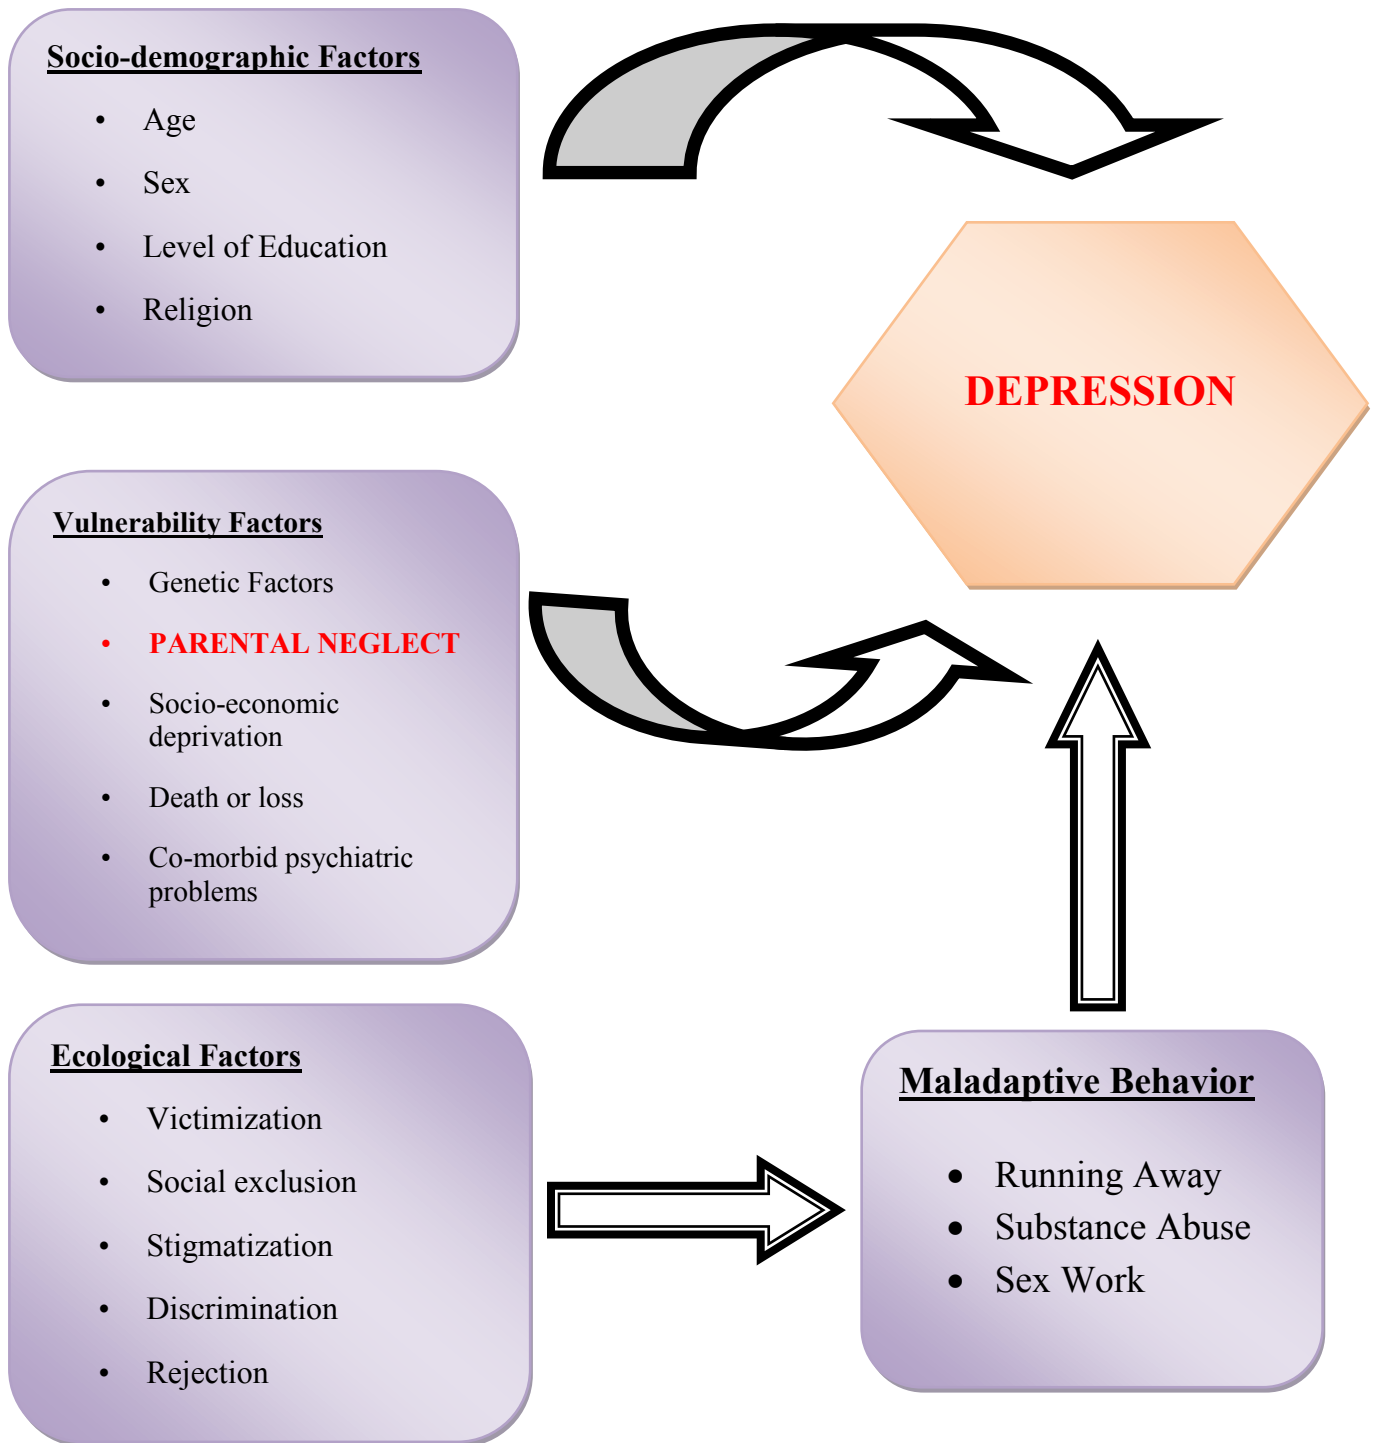 Socio-demographic Factors
• Age
• Sex
• Level of Education
• Religion
DEPRESSION
Vulnerability Factors
• Genetic Factors
• PARENTAL NEGLECT
• Socio-economic
deprivation
• Death or loss
• Co-morbid psychiatric
problems
Ecological Factors
• Victimization
• Social exclusion
• Stigmatization
• Discrimination
• Rejection
Maladaptive Behavior
• Running Away
• Substance Abuse
• Sex Work